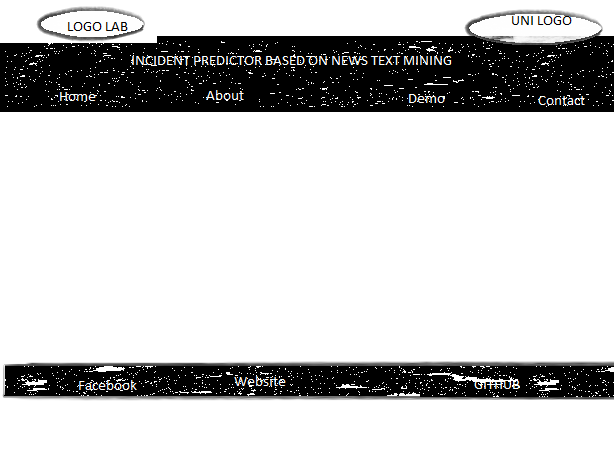 LOGO LAB
UNI LOGO
INCIDENT PREDICTOR BASED ON NEWS TEXT MINING
Home About Demo Contact
Facebook Website GITHUB